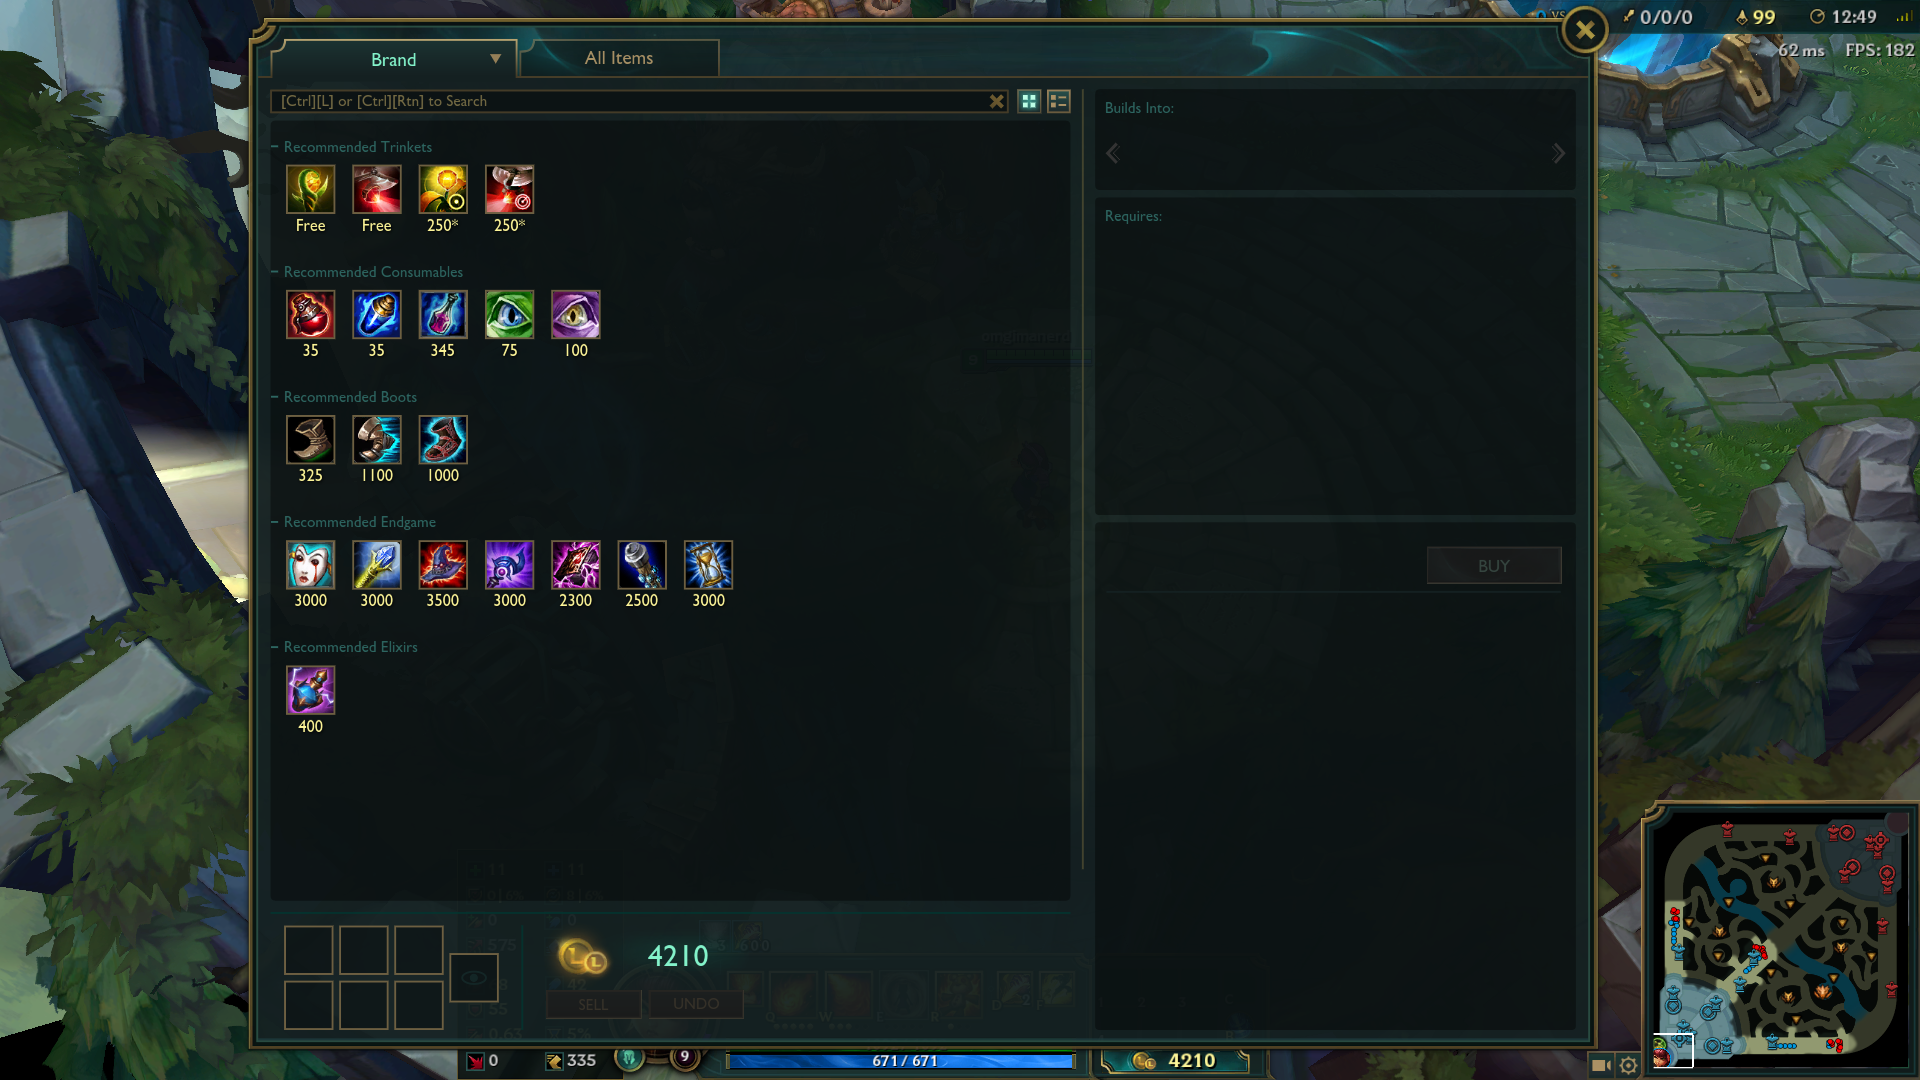 0/0/0
99
12:49
62 ms FPS: 182
Brand
All Items
[Ctrl][L] or [Ctrl][Rtn] to Search
Builds Into:
Requires:
BUY
Recommended Trinkets
Free
Free
250*
250*
Recommended Consumables
35
35
345
75
100
Recommended Boots
325
1100
1000
Recommended Endgame
3000
3000
3500
3000
2300
2500
3000
Recommended Elixirs
400
4210
SELL
UNDO
0
335
9
671 / 671
4210